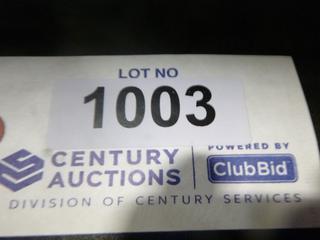 LOT NO
1003
CENTURY
AUCTIONS
POWERED BY
ClubBid
DIVISION OF CENTURY SERVICES